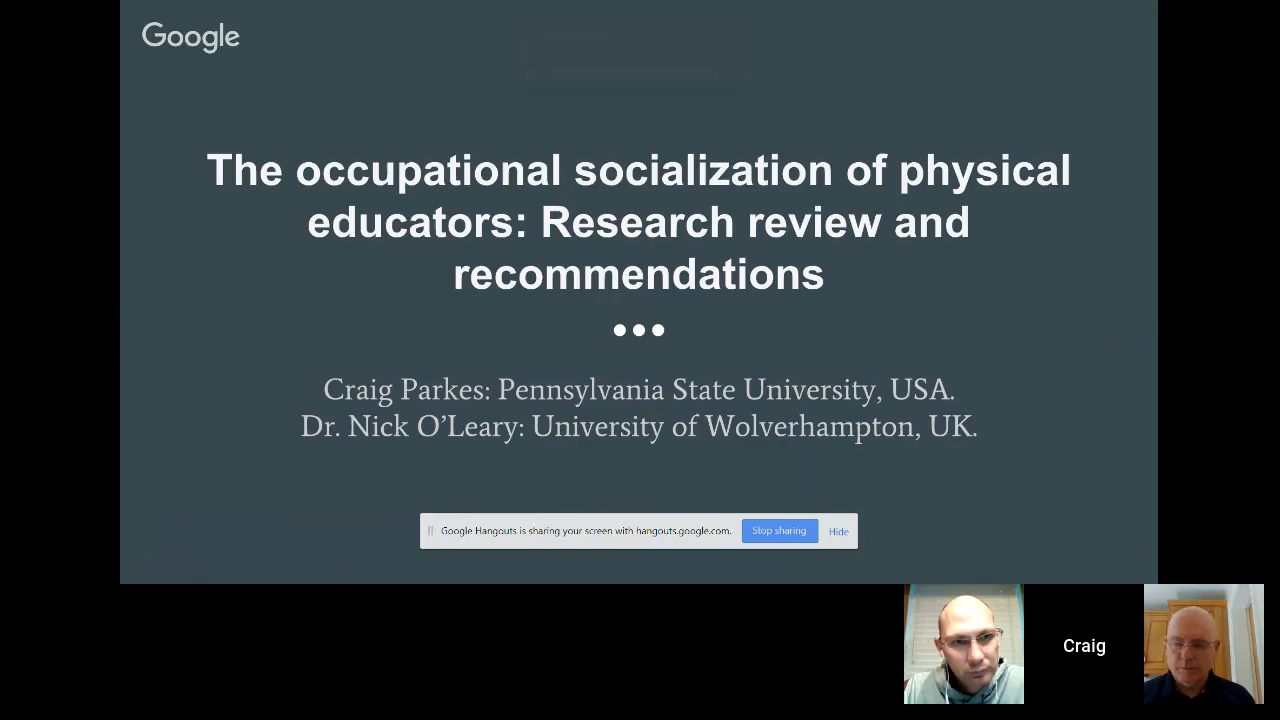 Google
The occupational socialization of physical
educators: Research review and
recommendations
Craig Parkes: Pennsylvania State University, USA.
Dr. Nick O’Leary: University of Wolverhampton, UK.
Google Hangouts is sharing your screen with hangouts.google.com. Stop sharing Hide
Craig